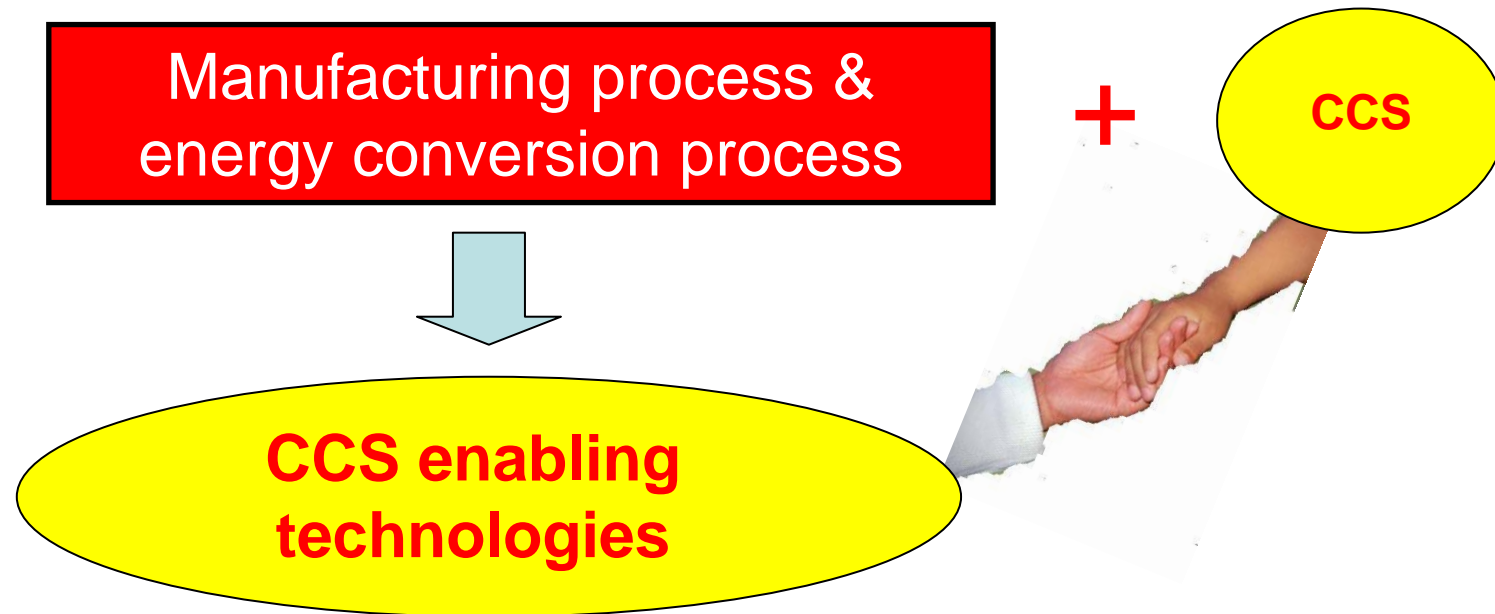 Manufacturing process &
energy conversion process
+
CCS
CCS enabling
technologies